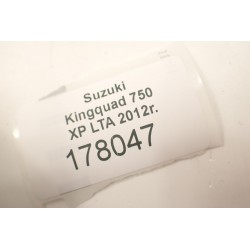 Suzuki
Kingquad 750
XP LTA 2012r.
178047